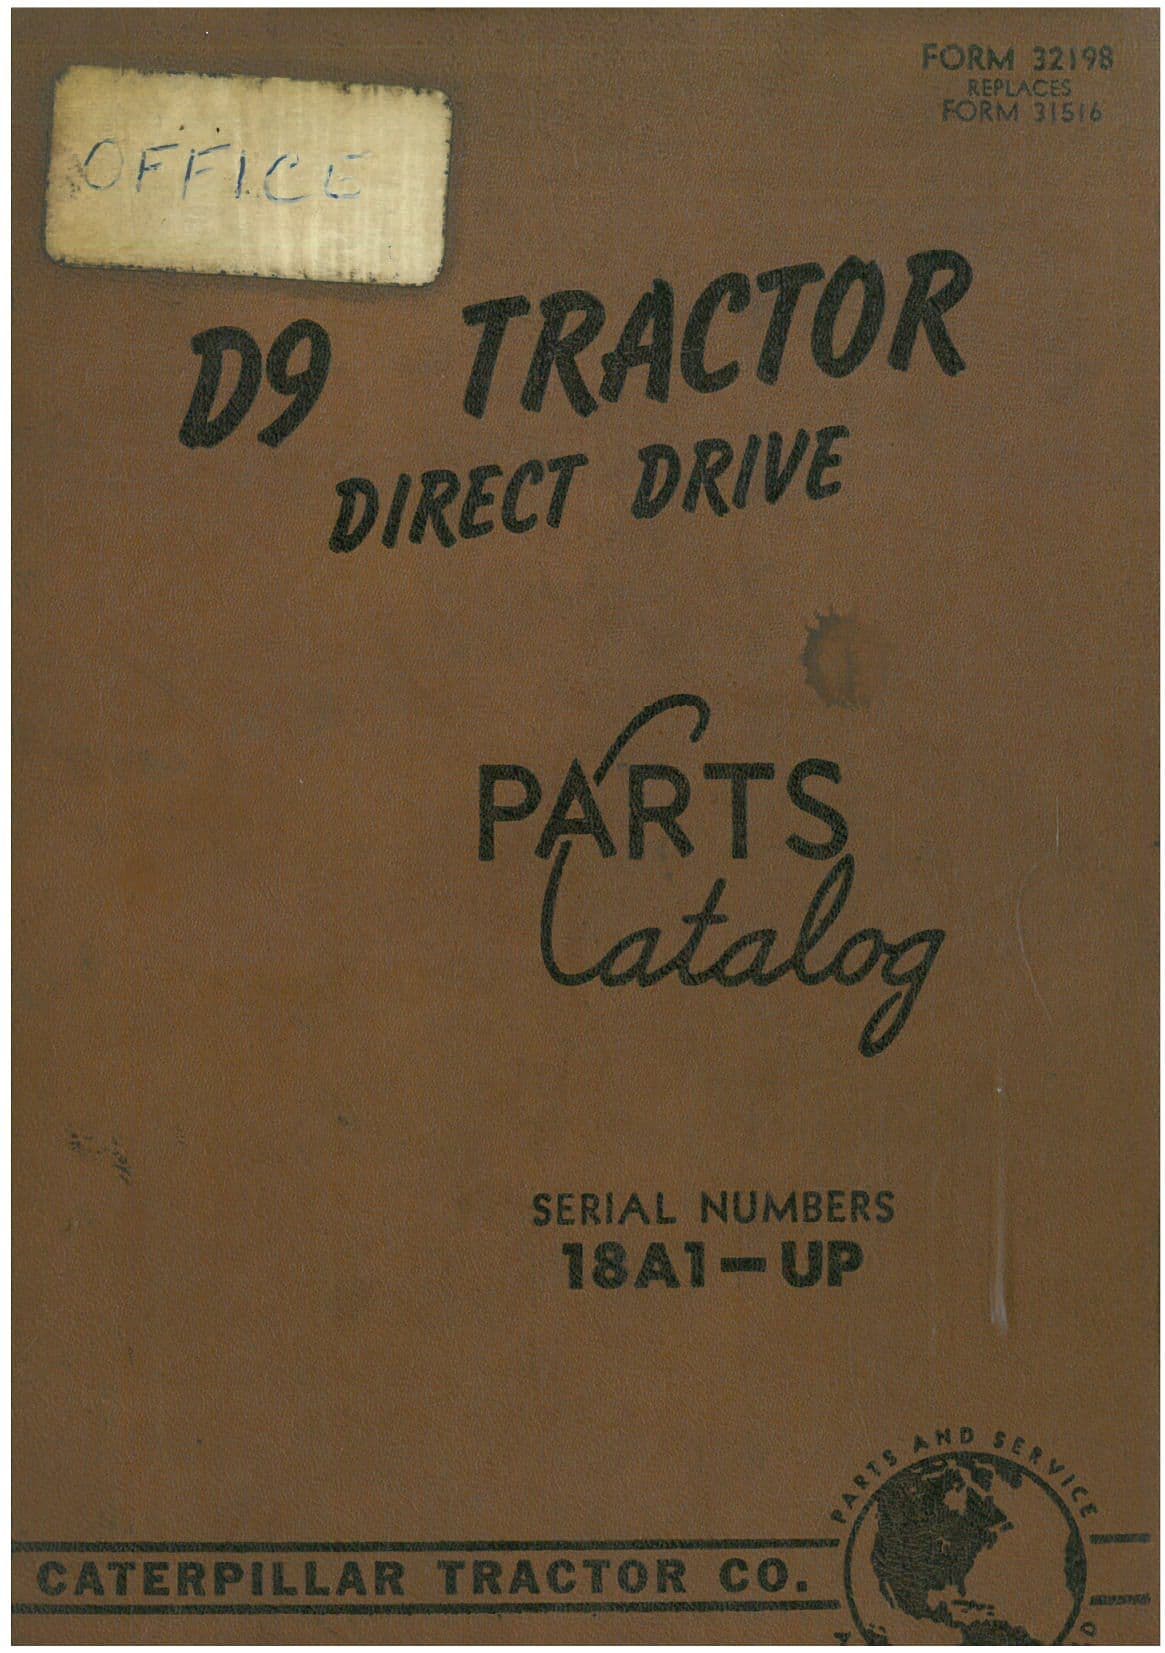 FORM 32198
REPLACES
FORM 31516
OFFICE
D9 TRACTOR
DIRECT DRIVE
PARTS
Catalog
SERIAL NUMBERS
18A1-UP
PARTS AND SERVICE
CATERPILLAR TRACTOR CO.